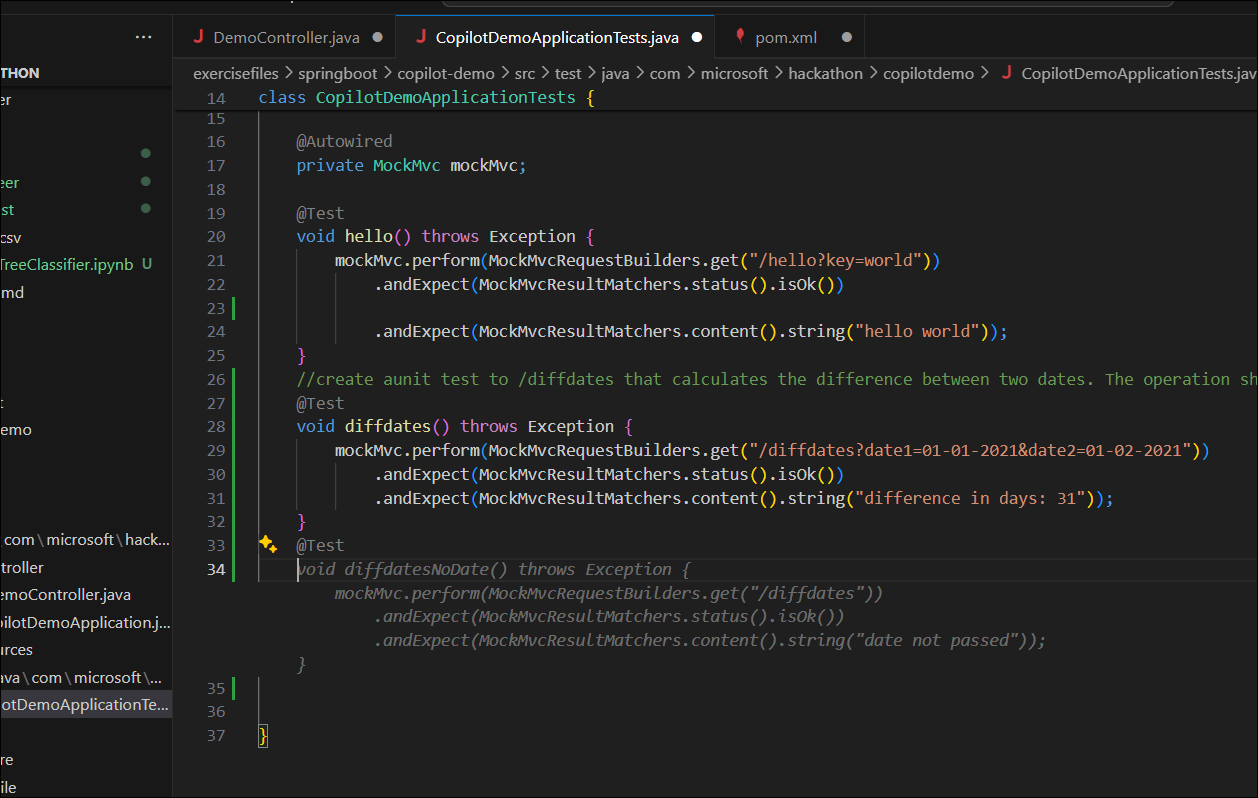 ...
J DemoController.java ●
J CopilotDemoApplicationTests.java ●
pom.xml ●
THON
exercisefiles > springboot > copilot-demo > src > test > java > com > microsoft > hackathon > copilotdemo > J CopilotDemoApplicationTests.jav
er
eer
st
csv
TreeClassifier.ipynb U
md
t
emo
com\microsoft\hack...
troller
emoController.java
pilotDemoApplication.j...
urces
ava\com\microsoft\...
otDemoApplicationTe...
re
ile
14 class CopilotDemoApplicationTests {
15
16 @Autowired
17 private MockMvc mockMvc;
18
19 @Test
20 void hello() throws Exception {
21 mockMvc.perform(MockMvcRequestBuilders.get("/hello?key=world"))
22 .andExpect(MockMvcResultMatchers.status().isOk())
23
24 .andExpect(MockMvcResultMatchers.content().string("hello world"));
25 }
26 //create aunit test to /diffdates that calculates the difference between two dates. The operation sh
27 @Test
28 void diffdates() throws Exception {
29 mockMvc.perform(MockMvcRequestBuilders.get("/diffdates?date1=01-01-2021&date2=01-02-2021"))
30 .andExpect(MockMvcResultMatchers.status().isOk())
31 .andExpect(MockMvcResultMatchers.content().string("difference in days: 31"));
32 }
33 @Test
34 void diffdatesNoDate() throws Exception {
mockMvc.perform(MockMvcRequestBuilders.get("/diffdates"))
.andExpect(MockMvcResultMatchers.status().isOk())
.andExpect(MockMvcResultMatchers.content().string("date not passed"));
}
35
36
37 }